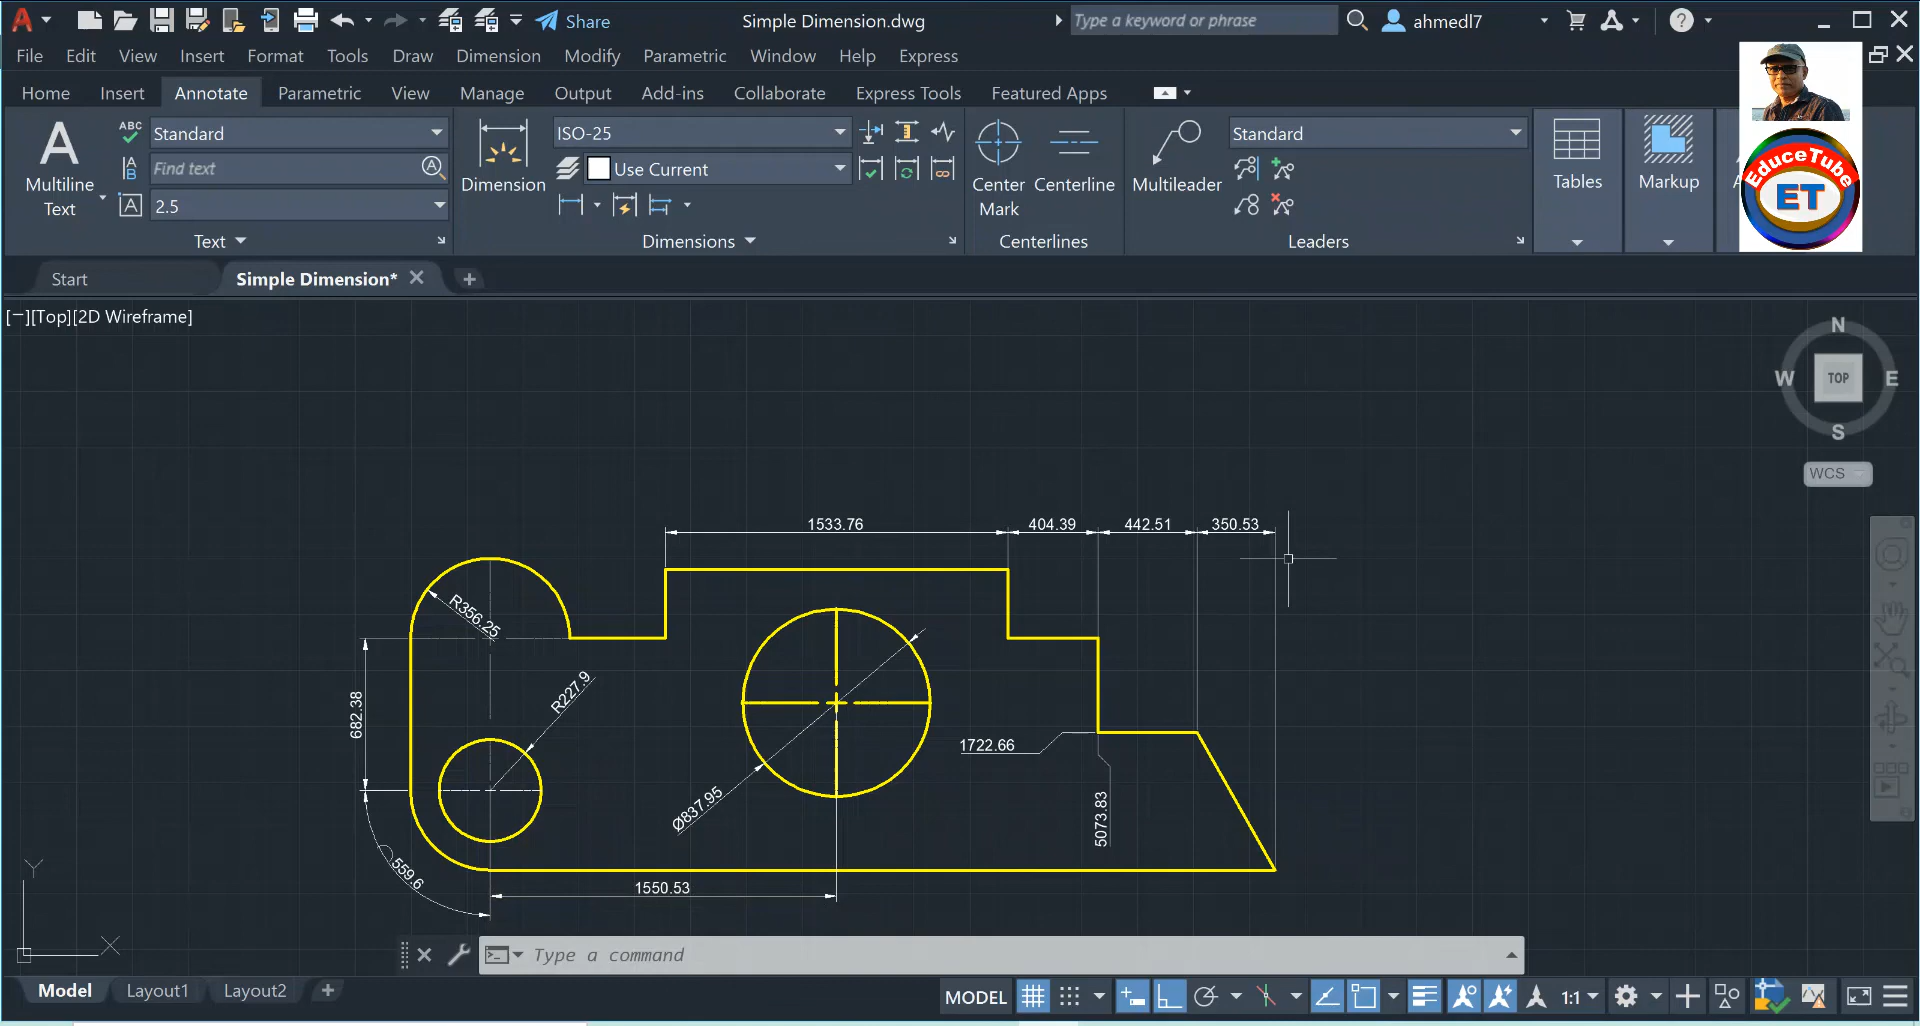 Share
Simple Dimension.dwg
Type a keyword or phrase
ahmedl7
File Edit View Insert Format Tools Draw Dimension Modify Parametric Window Help Express
Home Insert Annotate Parametric View Manage Output Add-ins Collaborate Express Tools Featured Apps
A
Multiline
Text
ABC
Standard
Find text
2.5
Text
Dimension
ISO-25
Use Current
Dimensions
Center
Mark
Centerline
Centerlines
Multileader
Standard
Leaders
Tables
Markup
EduceTube
ET
Start
Simple Dimension*
[−][Top][2D Wireframe]
N
W TOP E
S
WCS
1533.76 404.39 442.51 350.53
R356.25
R227.9
682.38
1722.66
Ø837.95
5073.83
559.6
1550.53
Y
X
Type a command
Model Layout1 Layout2
MODEL
1:1